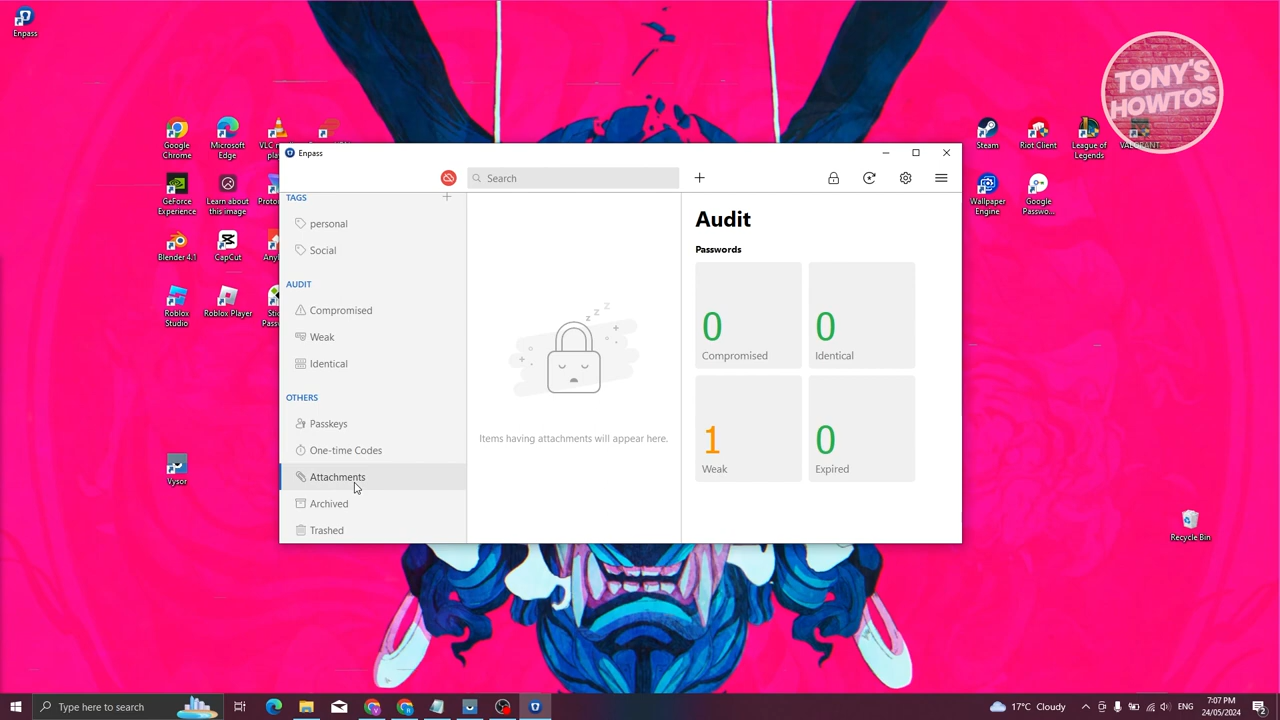 Enpass
TONY'S
HOWTOS
Google
Chrome
Microsoft
Edge
Steam
Riot Client
League of
Legends
GeForce
Experience
Learn about
this image
Wallpaper
Engine
Google
Passwo...
Blender 4.1
CapCut
Roblox
Studio
Roblox Player
Vysor
Recycle Bin
Enpass
Search
TAGS
personal
Social
AUDIT
Compromised
Weak
Identical
OTHERS
Passkeys
One-time Codes
Attachments
Archived
Trashed
z z z
Items having attachments will appear here.
Audit
Passwords
0
Compromised
0
Identical
1
Weak
0
Expired
Type here to search
17°C Cloudy
ENG
7:07 PM
24/05/2024
2